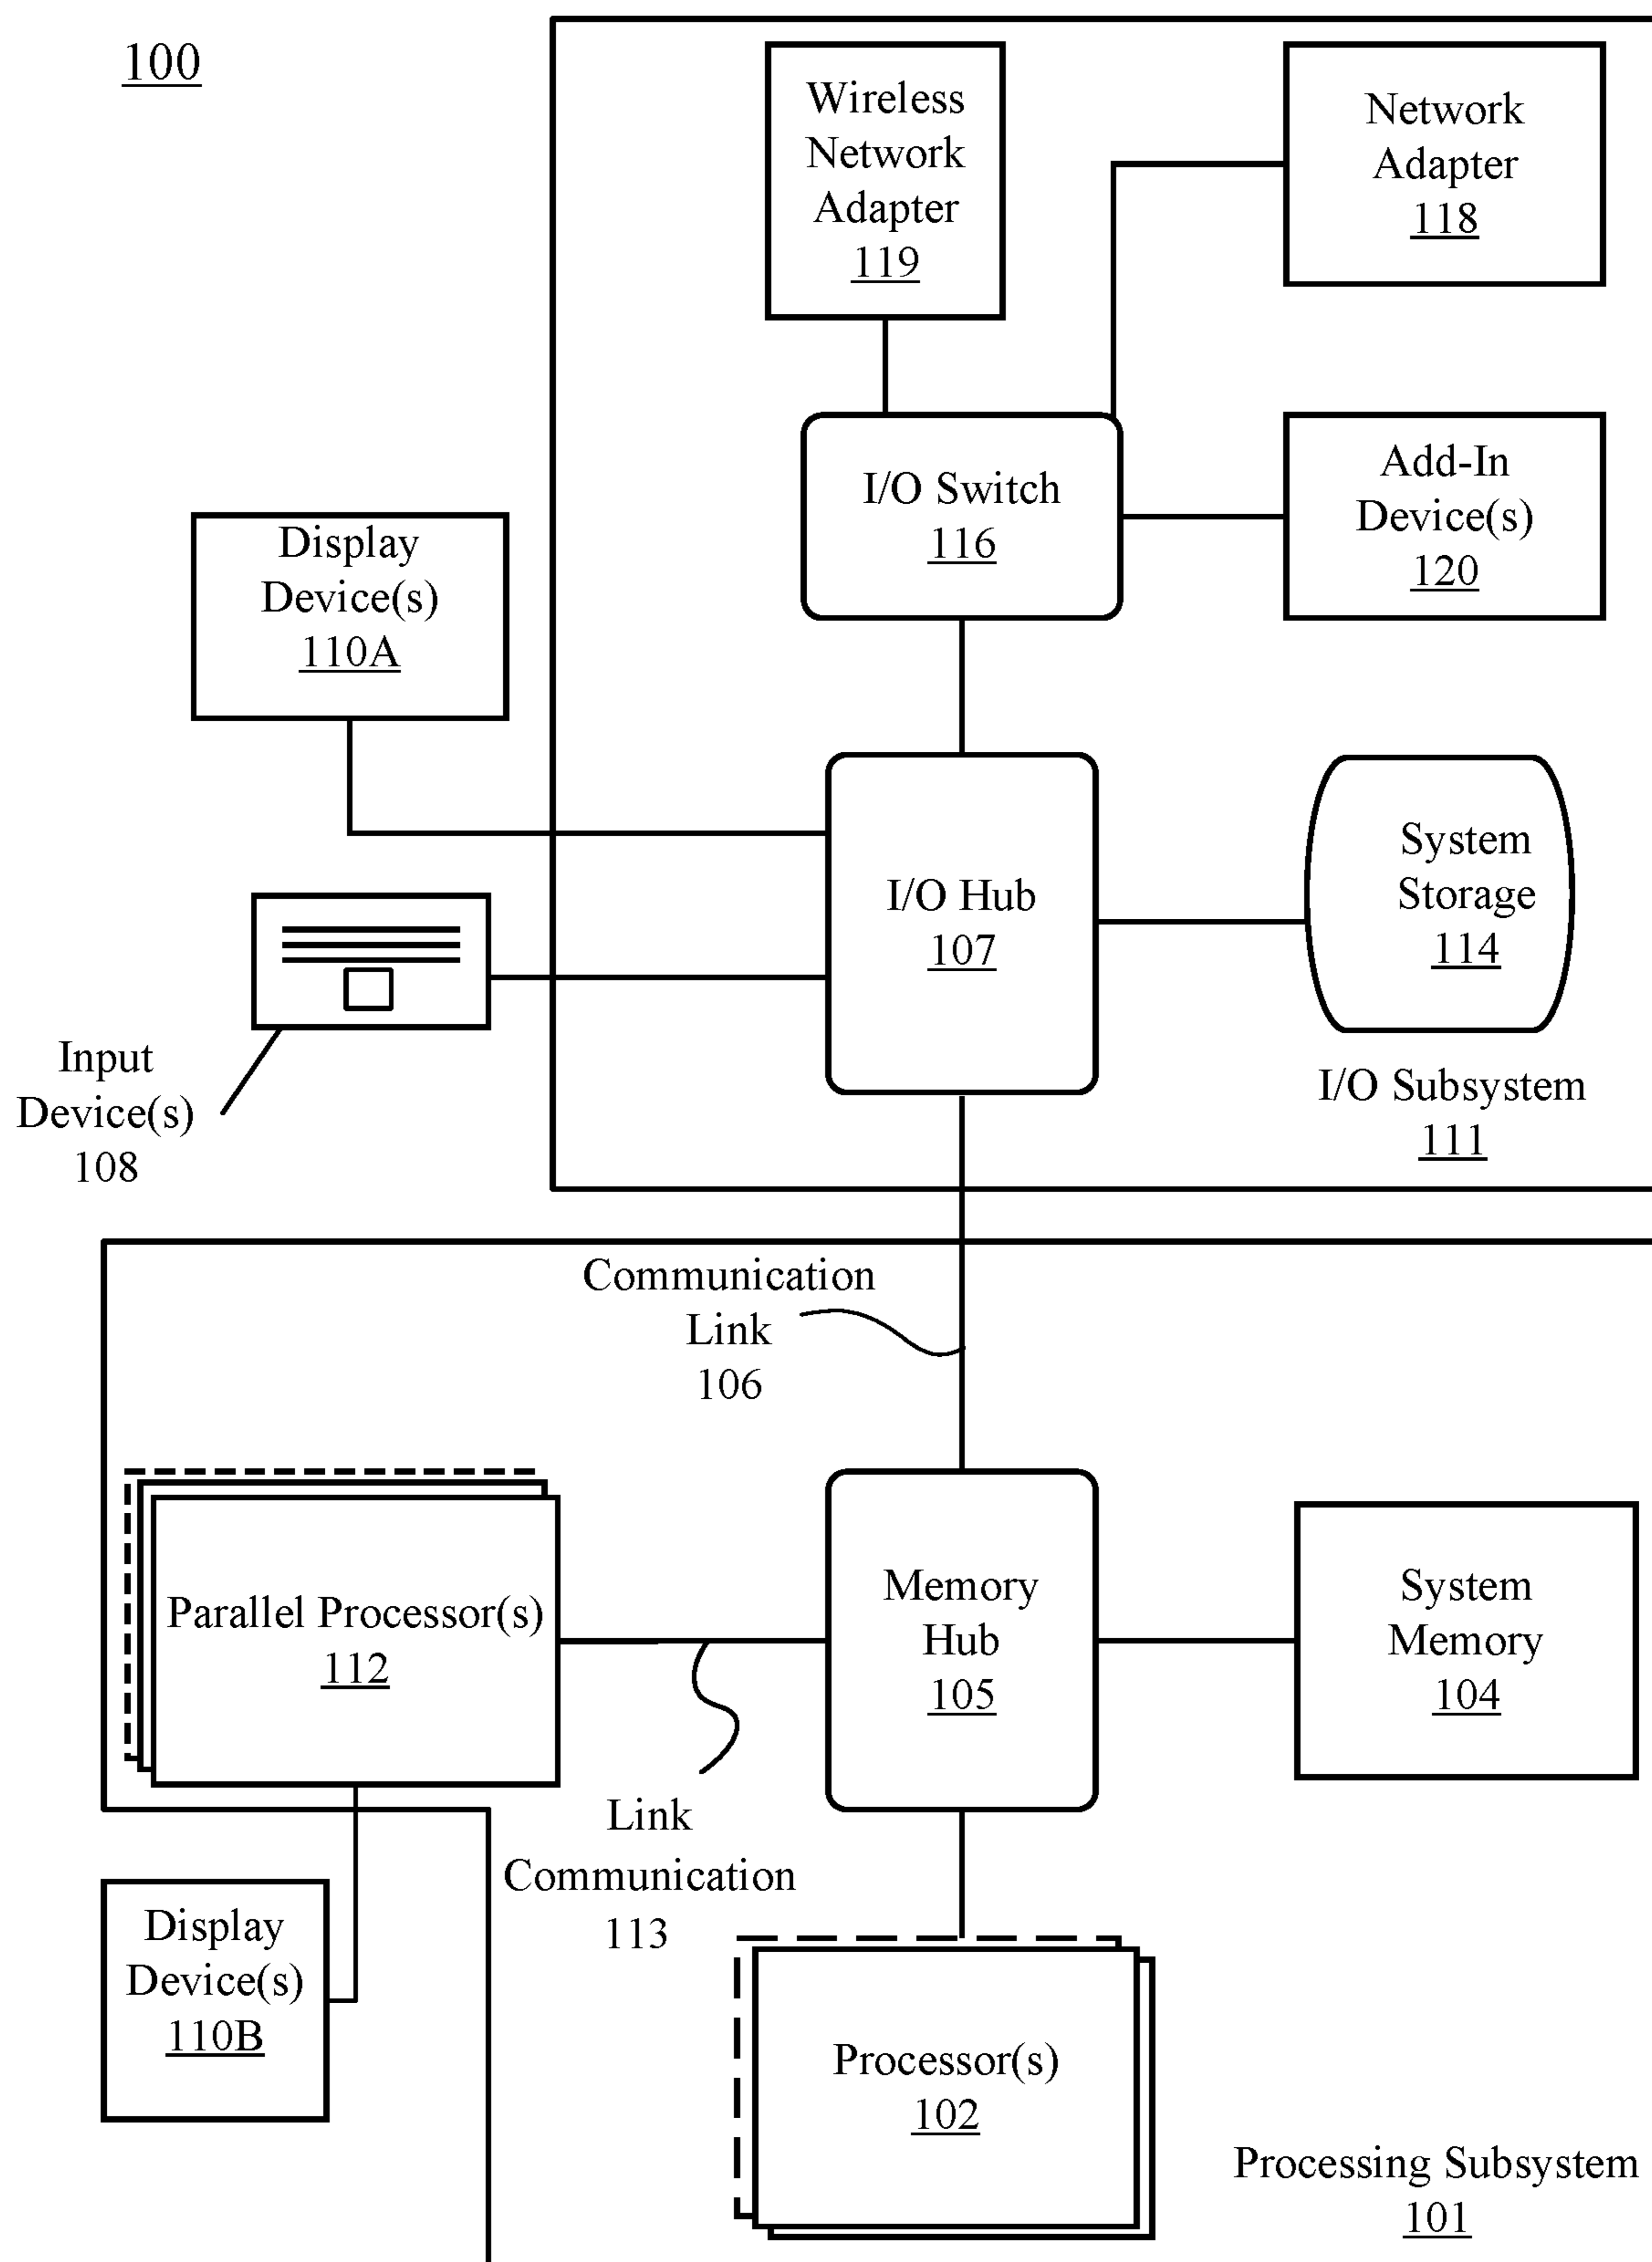 100
Wireless
Network
Adapter
119
Network
Adapter
118
I/O Switch
116
Add-In
Device(s)
120
Display
Device(s)
110A
I/O Hub
107
System
Storage
114
Input
Device(s)
108
I/O Subsystem
111
Communication
Link
106
Parallel Processor(s)
112
Memory
Hub
105
System
Memory
104
Link
Communication
113
Display
Device(s)
110B
Processor(s)
102
Processing Subsystem
101